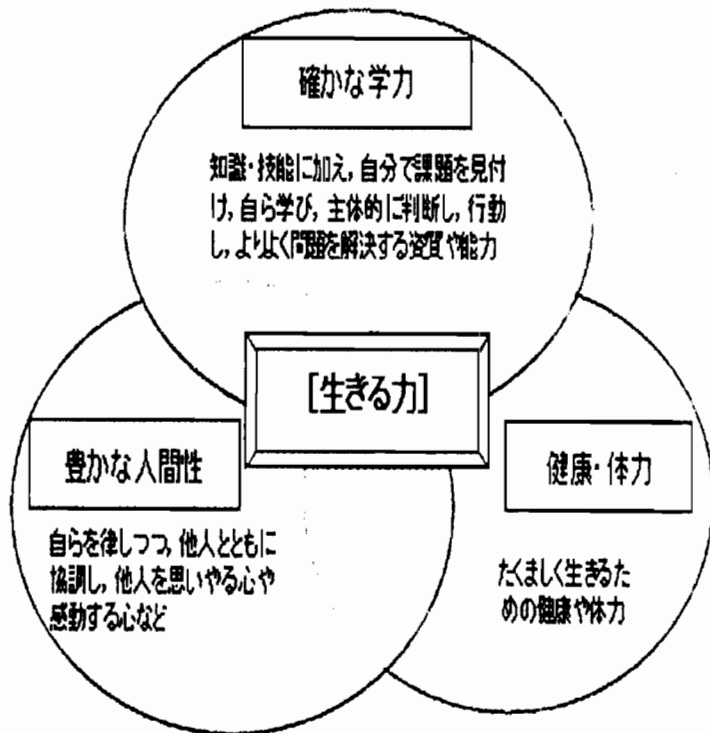 確かな学力
知識・技能に加え，自分で課題を見付
け，自ら学び，主体的に判断し，行動
し，よりよく問題を解決する資質や能力
[生きる力]
豊かな人間性
自らを律しつつ，他人とともに
協調し，他人を思いやる心や
感動する心など
健康・体力
たくましく生きるた
めの健康や体力